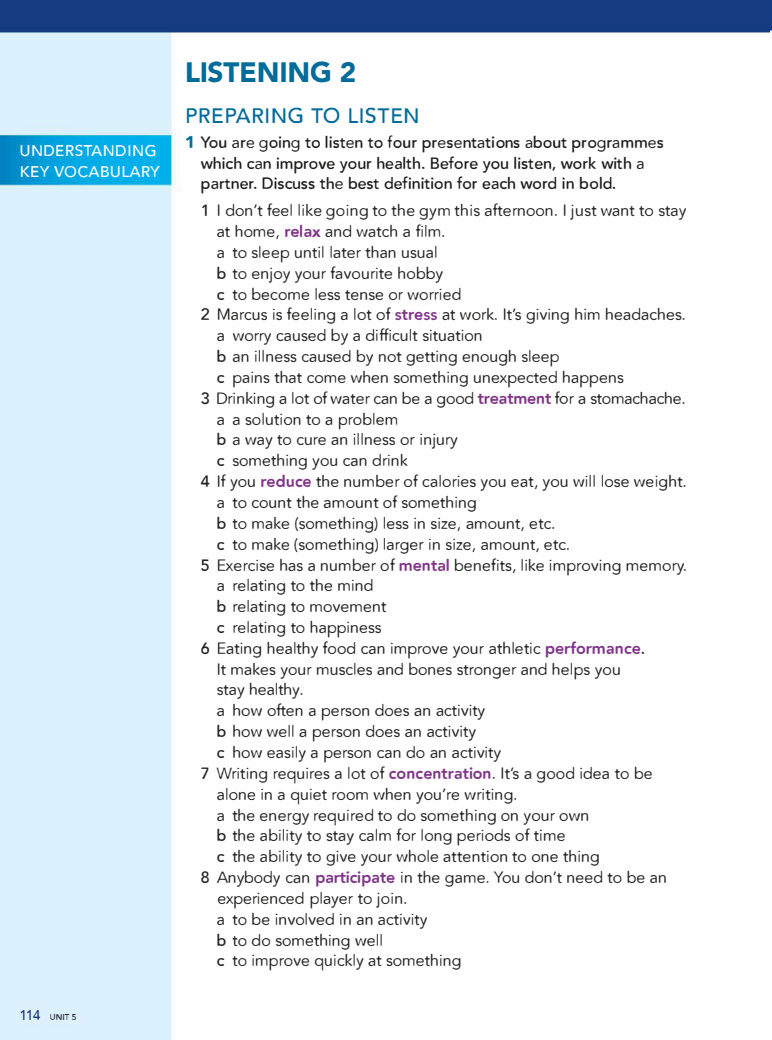 LISTENING 2
PREPARING TO LISTEN
UNDERSTANDING
KEY VOCABULARY
1 You are going to listen to four presentations about programmes
which can improve your health. Before you listen, work with a
partner. Discuss the best definition for each word in bold.
1 I don't feel like going to the gym this afternoon. I just want to stay
at home, relax and watch a film.
a to sleep until later than usual
b to enjoy your favourite hobby
c to become less tense or worried
2 Marcus is feeling a lot of stress at work. It's giving him headaches.
a worry caused by a difficult situation
b an illness caused by not getting enough sleep
c pains that come when something unexpected happens
3 Drinking a lot of water can be a good treatment for a stomachache.
a a solution to a problem
b a way to cure an illness or injury
c something you can drink
4 If you reduce the number of calories you eat, you will lose weight.
a to count the amount of something
b to make (something) less in size, amount, etc.
c to make (something) larger in size, amount, etc.
5 Exercise has a number of mental benefits, like improving memory.
a relating to the mind
b relating to movement
c relating to happiness
6 Eating healthy food can improve your athletic performance.
It makes your muscles and bones stronger and helps you
stay healthy.
a how often a person does an activity
b how well a person does an activity
c how easily a person can do an activity
7 Writing requires a lot of concentration. It's a good idea to be
alone in a quiet room when you're writing.
a the energy required to do something on your own
b the ability to stay calm for long periods of time
c the ability to give your whole attention to one thing
8 Anybody can participate in the game. You don't need to be an
experienced player to join.
a to be involved in an activity
b to do something well
c to improve quickly at something
114 UNIT 5